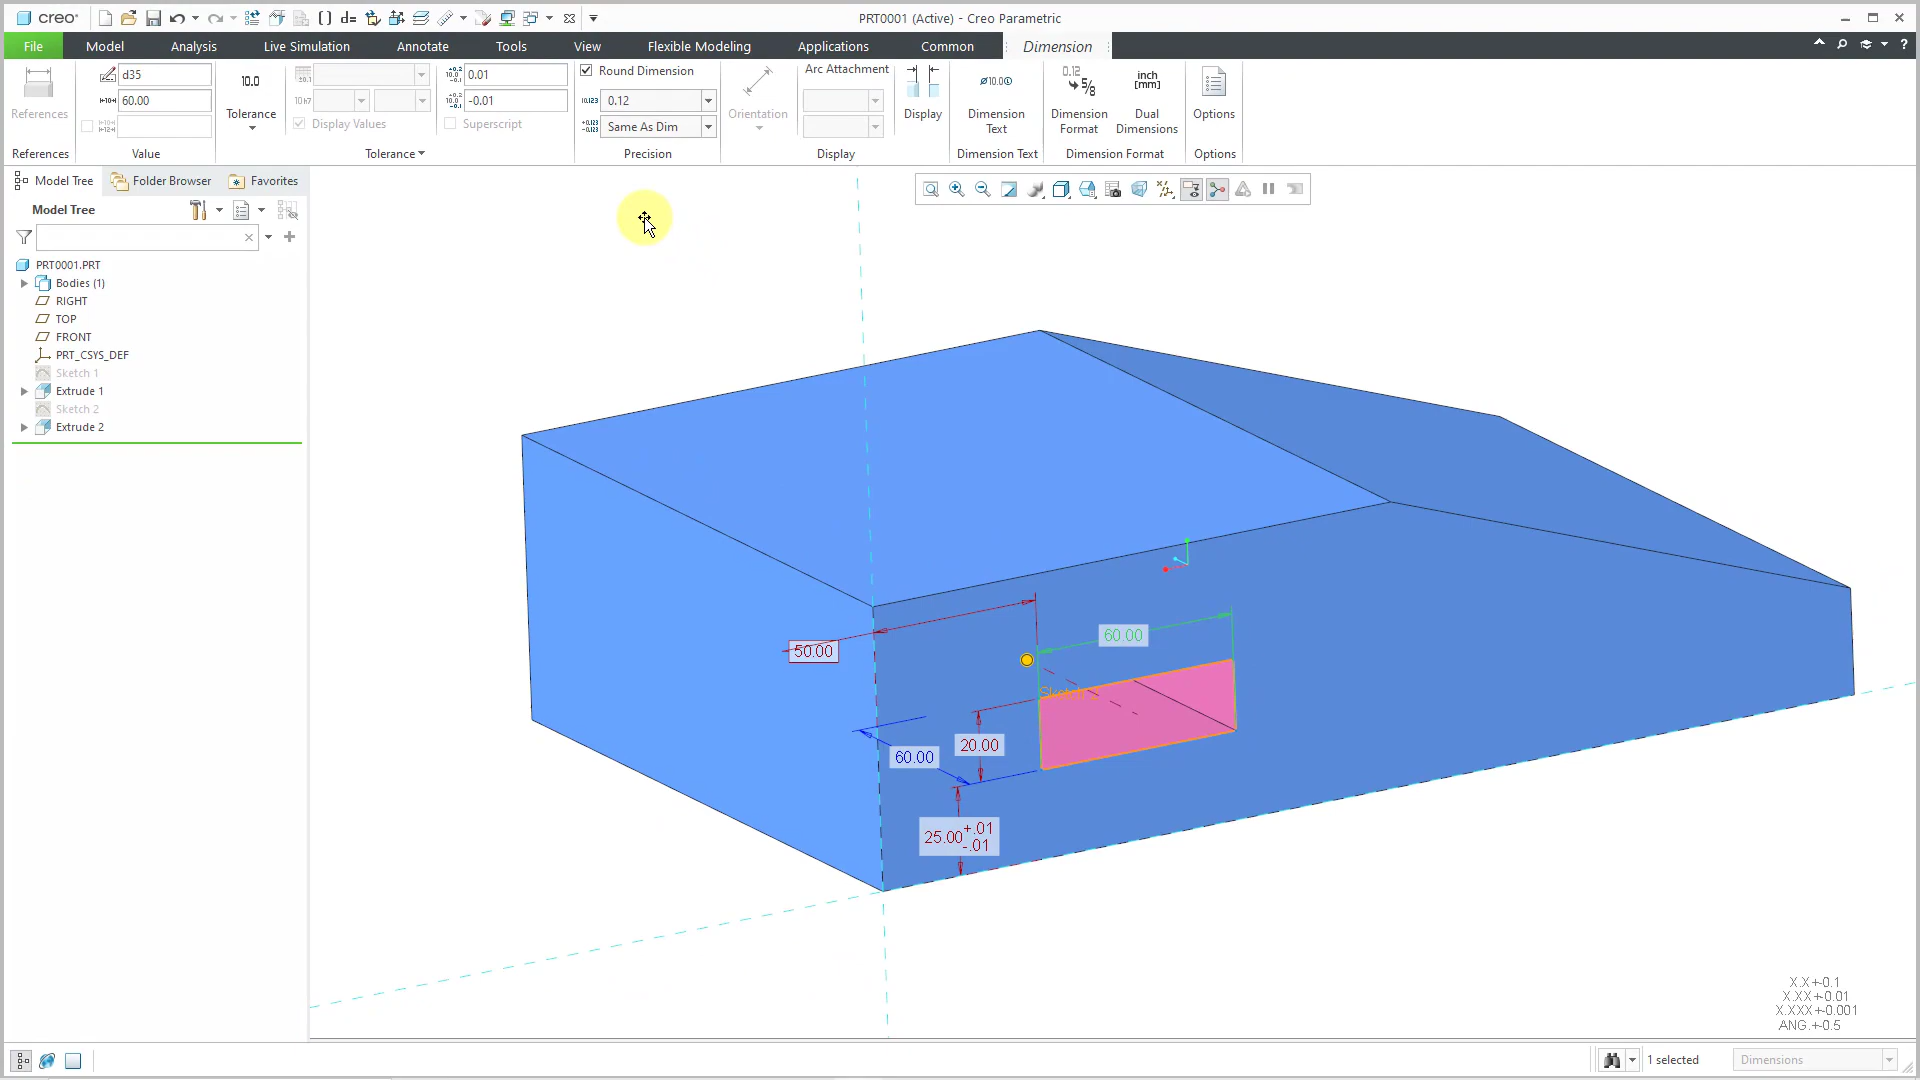 creo
PRT0001 (Active) - Creo Parametric
File
Model
Analysis
Live Simulation
Annotate
Tools
View
Flexible Modeling
Applications
Common
Dimension
References
References
d35
60.00
Value
10.0
Tolerance
Display Values
0.01
-0.01
Superscript
Tolerance
Round Dimension
0.12
Same As Dim
Precision
Orientation
Arc Attachment
Display
Display
Dimension
Text
Dimension Text
Dimension
Format
inch
[mm]
Dual
Dimensions
Dimension Format
Options
Options
Model Tree
Folder Browser
Favorites
Model Tree
PRT0001.PRT
Bodies (1)
RIGHT
TOP
FRONT
PRT_CSYS_DEF
Sketch 1
Extrude 1
Sketch 2
Extrude 2
50.00
60.00
60.00
20.00
25.00 +.01 -.01
X.X+-0.1
X.XX+-0.01
X.XXX+-0.001
ANG.+-0.5
1 selected
Dimensions